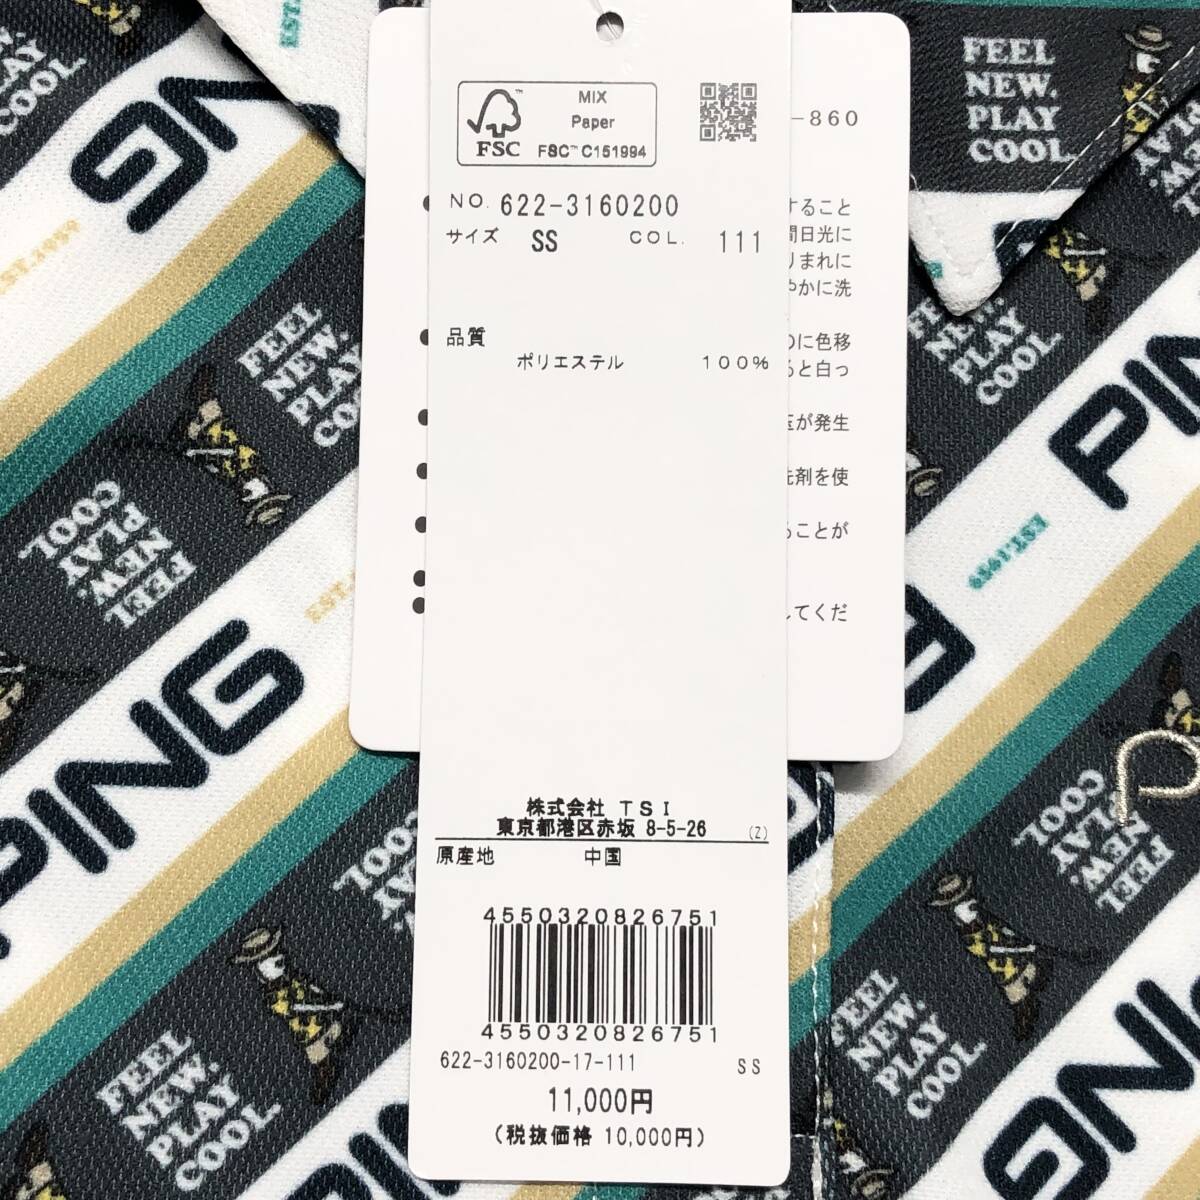 MIX
Paper
FSC
FSC™ C151994
-860
NO. 622-3160200
サイズ SS COL. 111
品質
ポリエステル 100%
すること
間日光に
りまれに
やかに洗
のに色移
ると白っ
玉が発生
洗剤を使
ることが
してくだ
株式会社 TSI
東京都港区赤坂 8-5-26 (Z)
原産地 中国
4550320826751
4550320826751
622-3160200-17-111 SS
11,000円
(税抜価格 10,000円)
FEEL
NEW.
PLAY
COOL.
PING
EST.1959